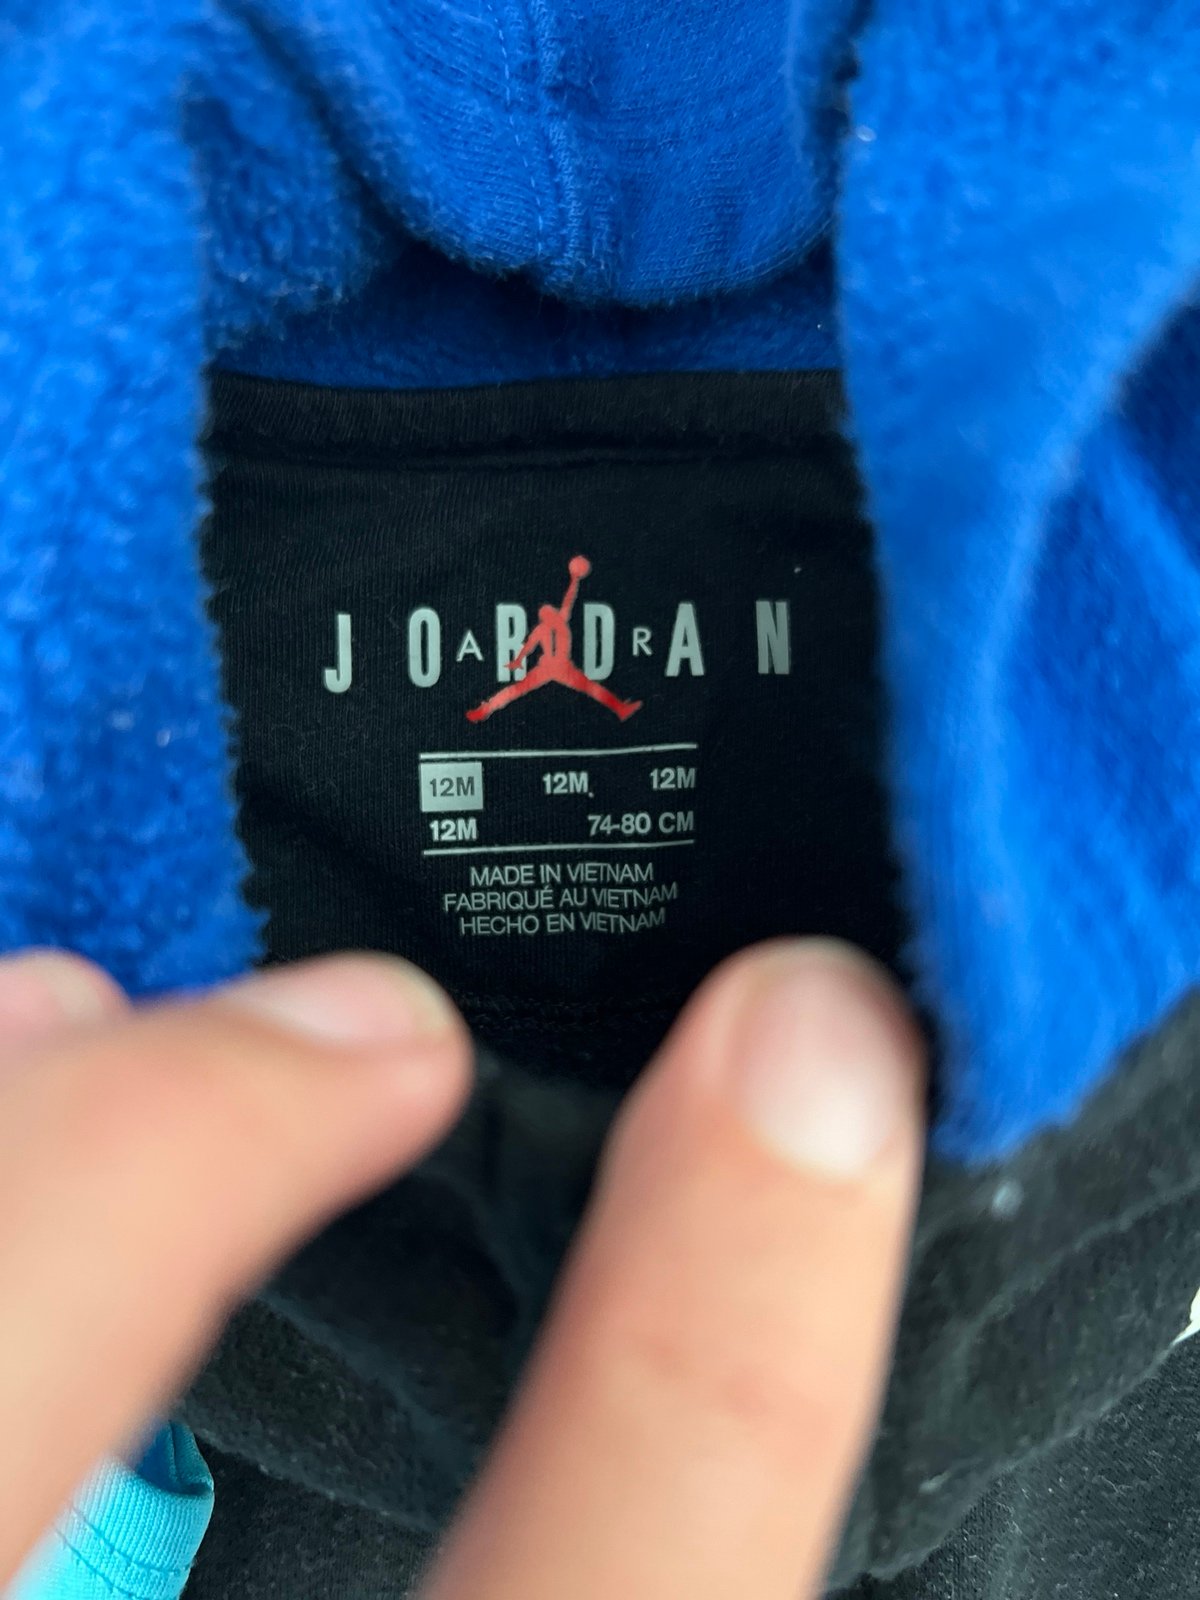 JORDAN
AIR
12M 12M 12M
12M 74-80 CM
MADE IN VIETNAM
FABRIQUÉ AU VIETNAM
HECHO EN VIETNAM